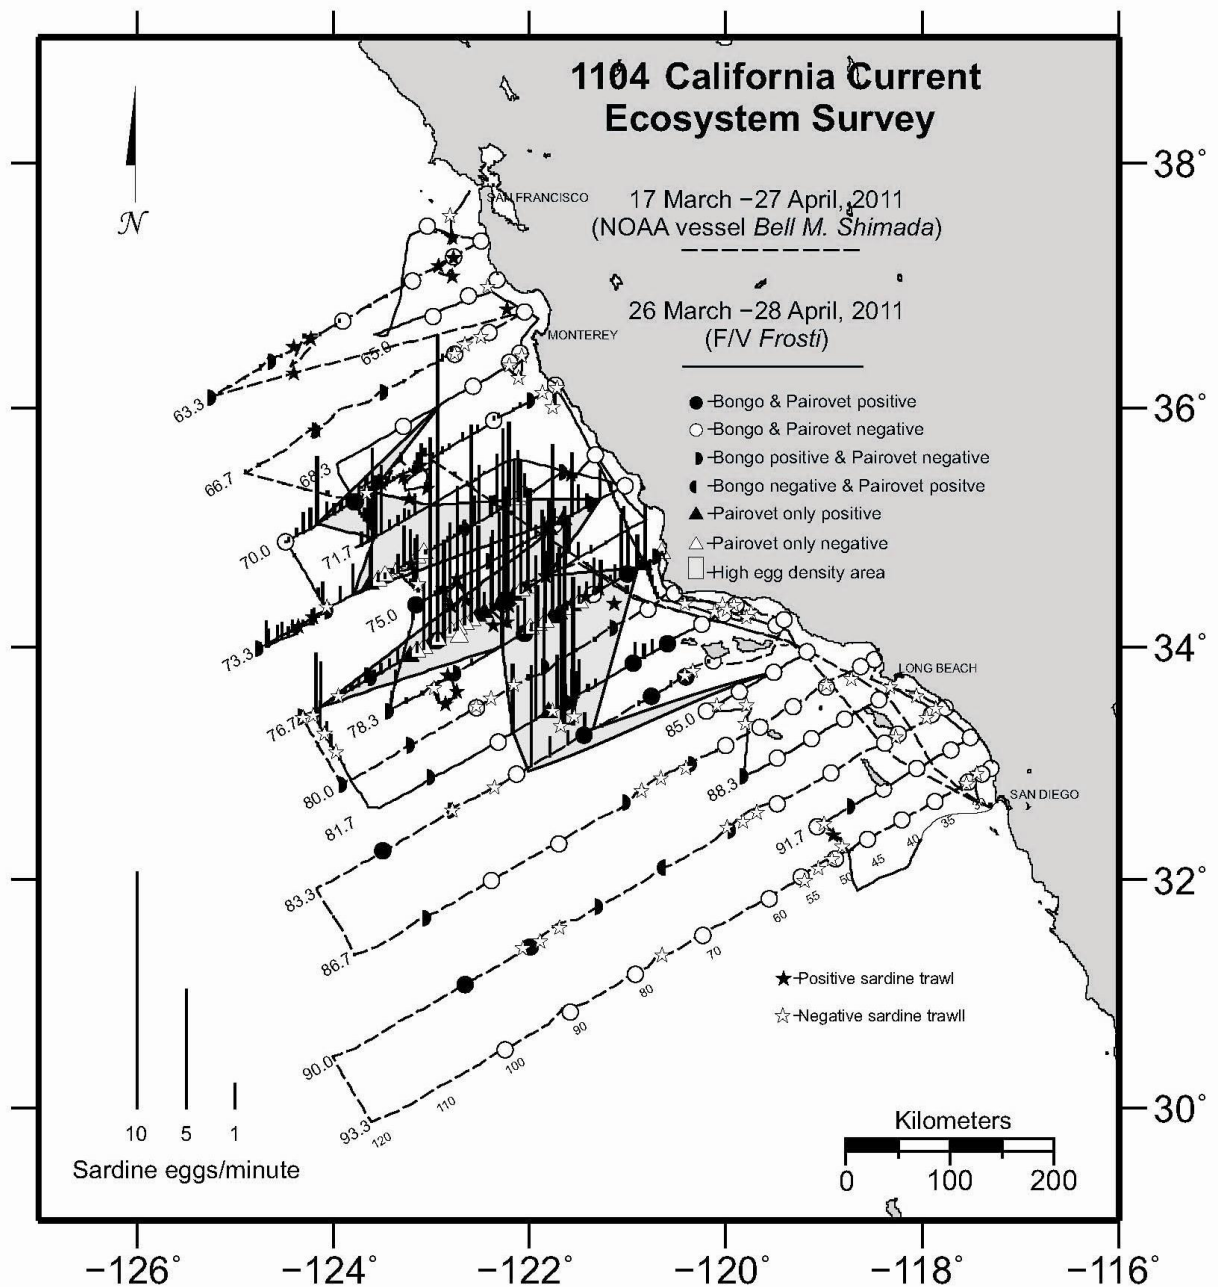 1104 California Current
Ecosystem Survey
17 March −27 April, 2011
(NOAA vessel Bell M. Shimada)
26 March −28 April, 2011
(F/V Frosti)
Bongo & Pairovet positive
Bongo & Pairovet negative
Bongo positive & Pairovet negative
Bongo negative & Pairovet positve
Pairovet only positive
Pairovet only negative
High egg density area
N
SAN FRANCISCO
MONTEREY
LONG BEACH
SAN DIEGO
38°
36°
34°
32°
30°
63.3
65.0
66.7
68.3
70.0
71.7
73.3
75.0
76.7
78.3
80.0
81.7
83.3
85.0
86.7
88.3
90.0
91.7
93.3
30
35
40
45
50
55
60
70
80
90
100
110
120
Positive sardine trawl
Negative sardine trawll
10 5 1
Sardine eggs/minute
Kilometers
0 100 200
−126° −124° −122° −120° −118° −116°